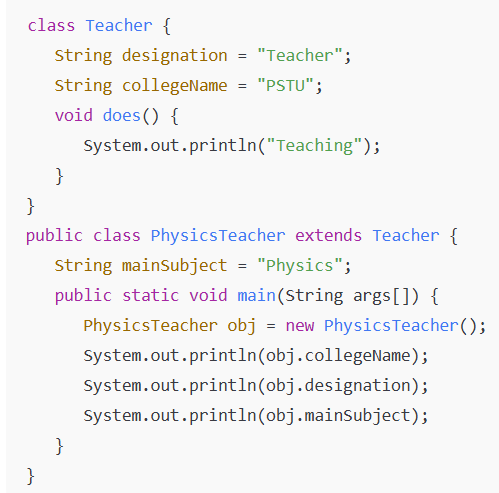 class Teacher {
   String designation = "Teacher";
   String collegeName = "PSTU";
   void does() {
      System.out.println("Teaching");
   }
}
public class PhysicsTeacher extends Teacher {
   String mainSubject = "Physics";
   public static void main(String args[]) {
      PhysicsTeacher obj = new PhysicsTeacher();
      System.out.println(obj.collegeName);
      System.out.println(obj.designation);
      System.out.println(obj.mainSubject);
   }
}